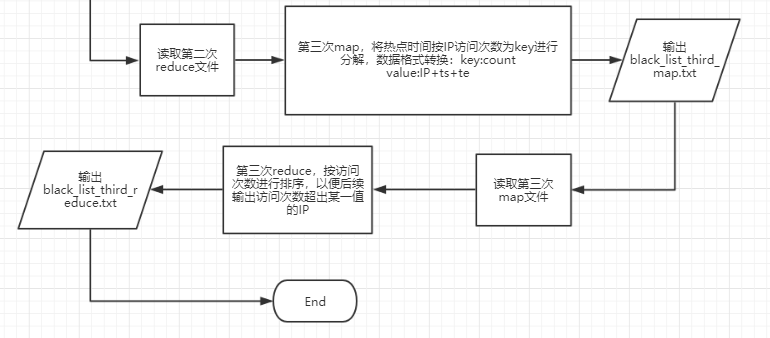 读取第二次
reduce文件
第三次map，将热点时间按IP访问次数为key进行
分解，数据格式转换：key:count
value:IP+ts+te
输出
black_list_third_
map.txt
读取第三次
map文件
第三次reduce，按访问
次数进行排序，以便后续
输出访问次数超出某一值
的IP
输出
black_list_third_r
educe.txt
End